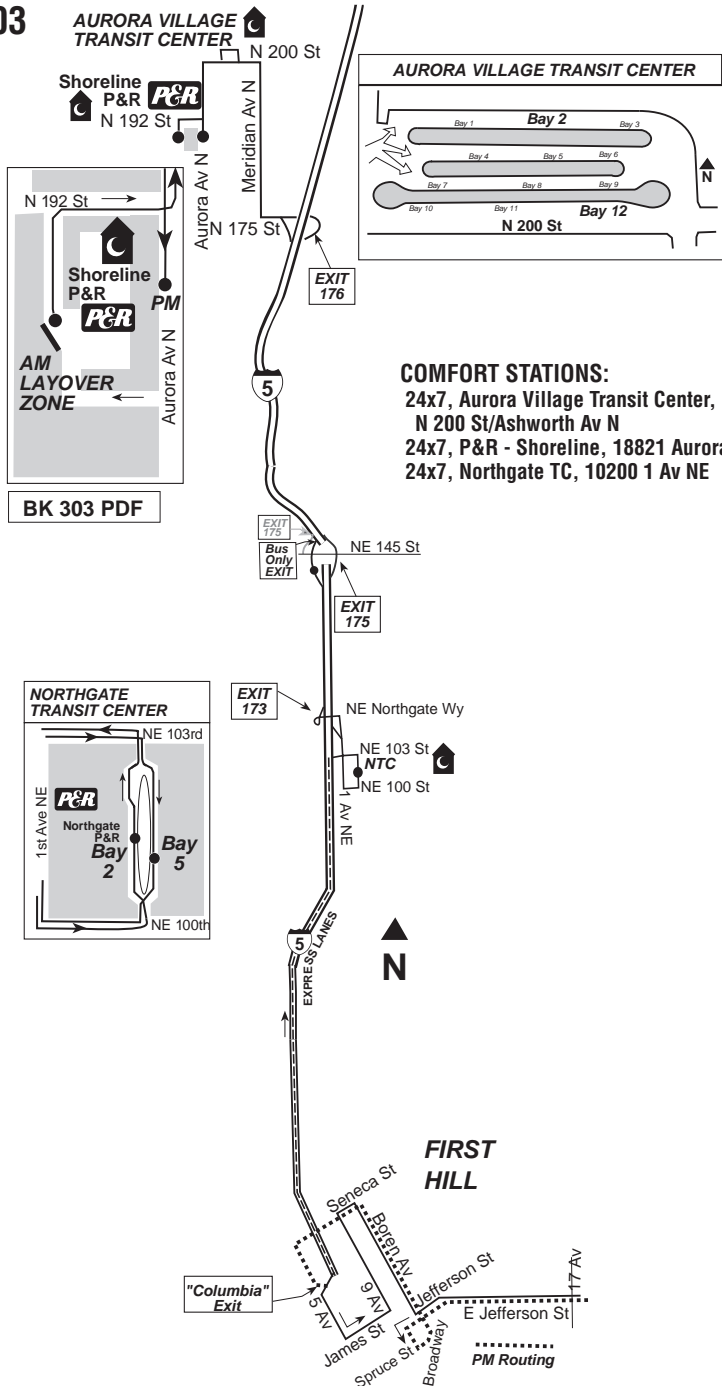 03
AURORA VILLAGE
TRANSIT CENTER
N 200 St
Shoreline
P&R
P&R
N 192 St
Aurora Av N
Meridian Av N
N 175 St
EXIT
176
AURORA VILLAGE TRANSIT CENTER
Bay 1
Bay 2
Bay 3
Bay 4
Bay 5
Bay 6
Bay 7
Bay 8
Bay 9
Bay 10
Bay 11
Bay 12
N 200 St
N
N 192 St
Shoreline
P&R
P&R
PM
AM
LAYOVER
ZONE
Aurora Av N
BK 303 PDF
5
COMFORT STATIONS:
24x7, Aurora Village Transit Center,
N 200 St/Ashworth Av N
24x7, P&R - Shoreline, 18821 Aurora
24x7, Northgate TC, 10200 1 Av NE
EXIT
175
Bus
Only
EXIT
NE 145 St
EXIT
175
NORTHGATE
TRANSIT CENTER
NE 103rd
1st Ave NE
P&R
Northgate
P&R
Bay
2
Bay
5
NE 100th
EXIT
173
NE Northgate Wy
NE 103 St
NTC
NE 100 St
1 Av NE
5
EXPRESS LANES
N
FIRST
HILL
Seneca St
Boren Av
Jefferson St
17 Av
"Columbia"
Exit
5 Av
9 Av
E Jefferson St
James St
Spruce St
Broadway
PM Routing